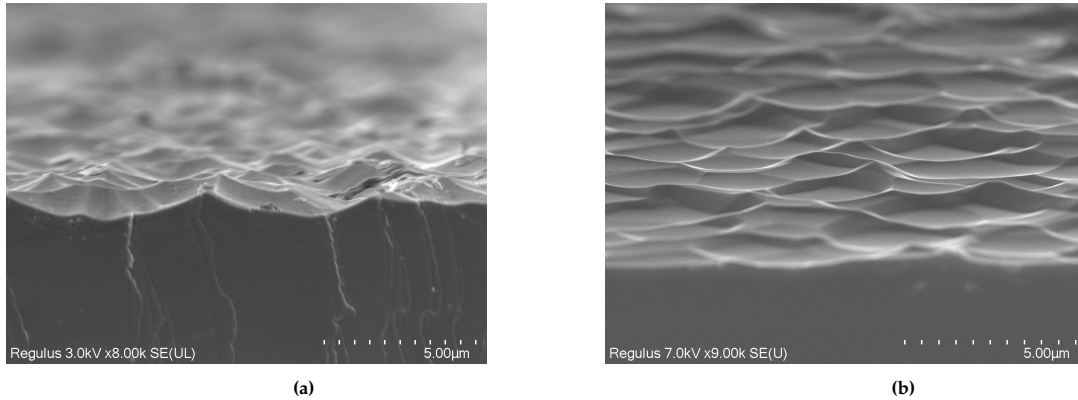 Regulus 3.0kV x8.00k SE(UL)
5.00μm
Regulus 7.0kV x9.00k SE(U)
5.00μm
(a)
(b)